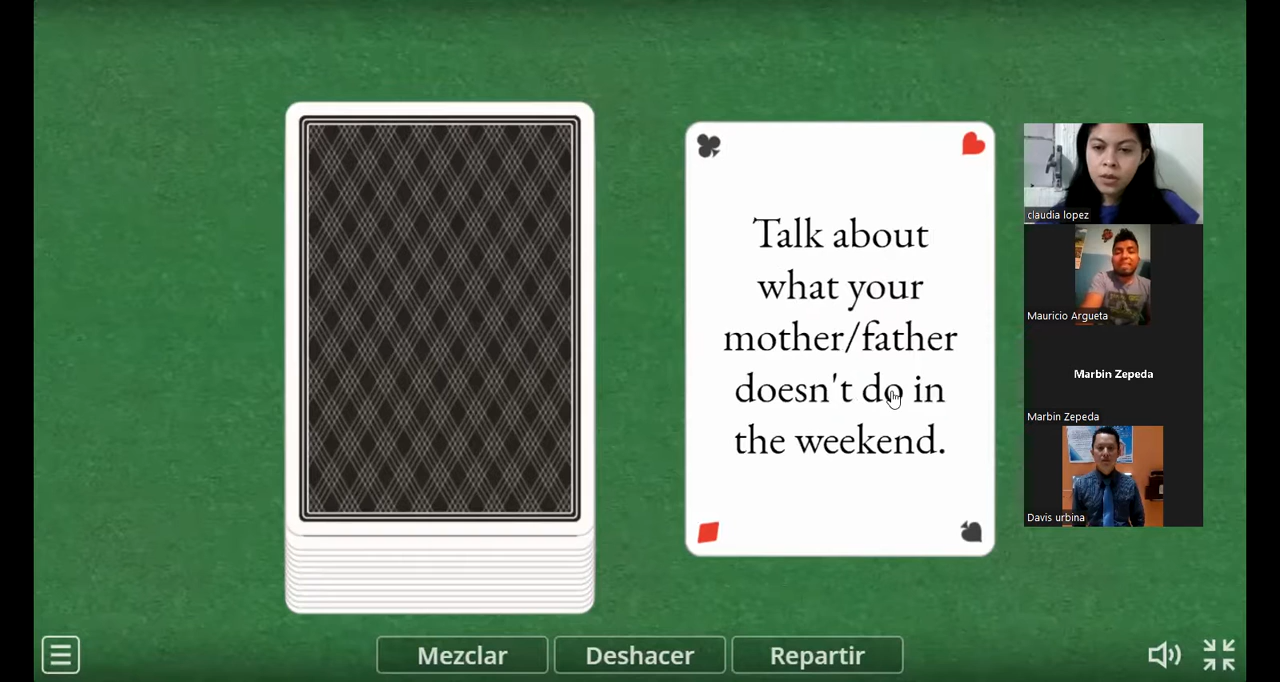 Talk about
what your
mother/father
doesn't do in
the weekend.
claudia lopez
Mauricio Argueta
Marbin Zepeda
Marbin Zepeda
Davis urbina
Mezclar
Deshacer
Repartir